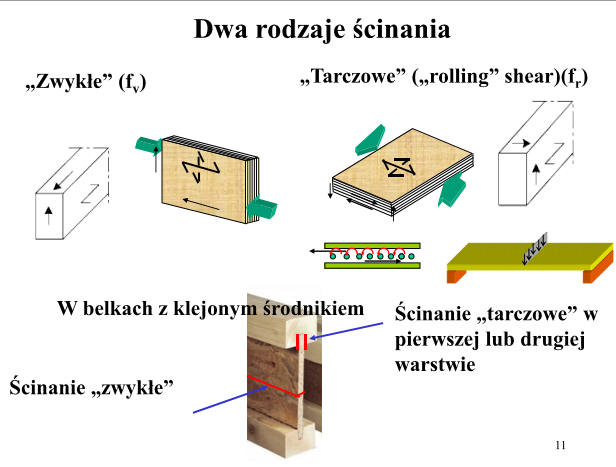 Dwa rodzaje ścinania
„Zwykłe” (fv)
„Tarczowe” („rolling” shear)(fr)
W belkach z klejonym środnikiem
Ścinanie „tarczowe” w
pierwszej lub drugiej
warstwie
Ścinanie „zwykłe”
11